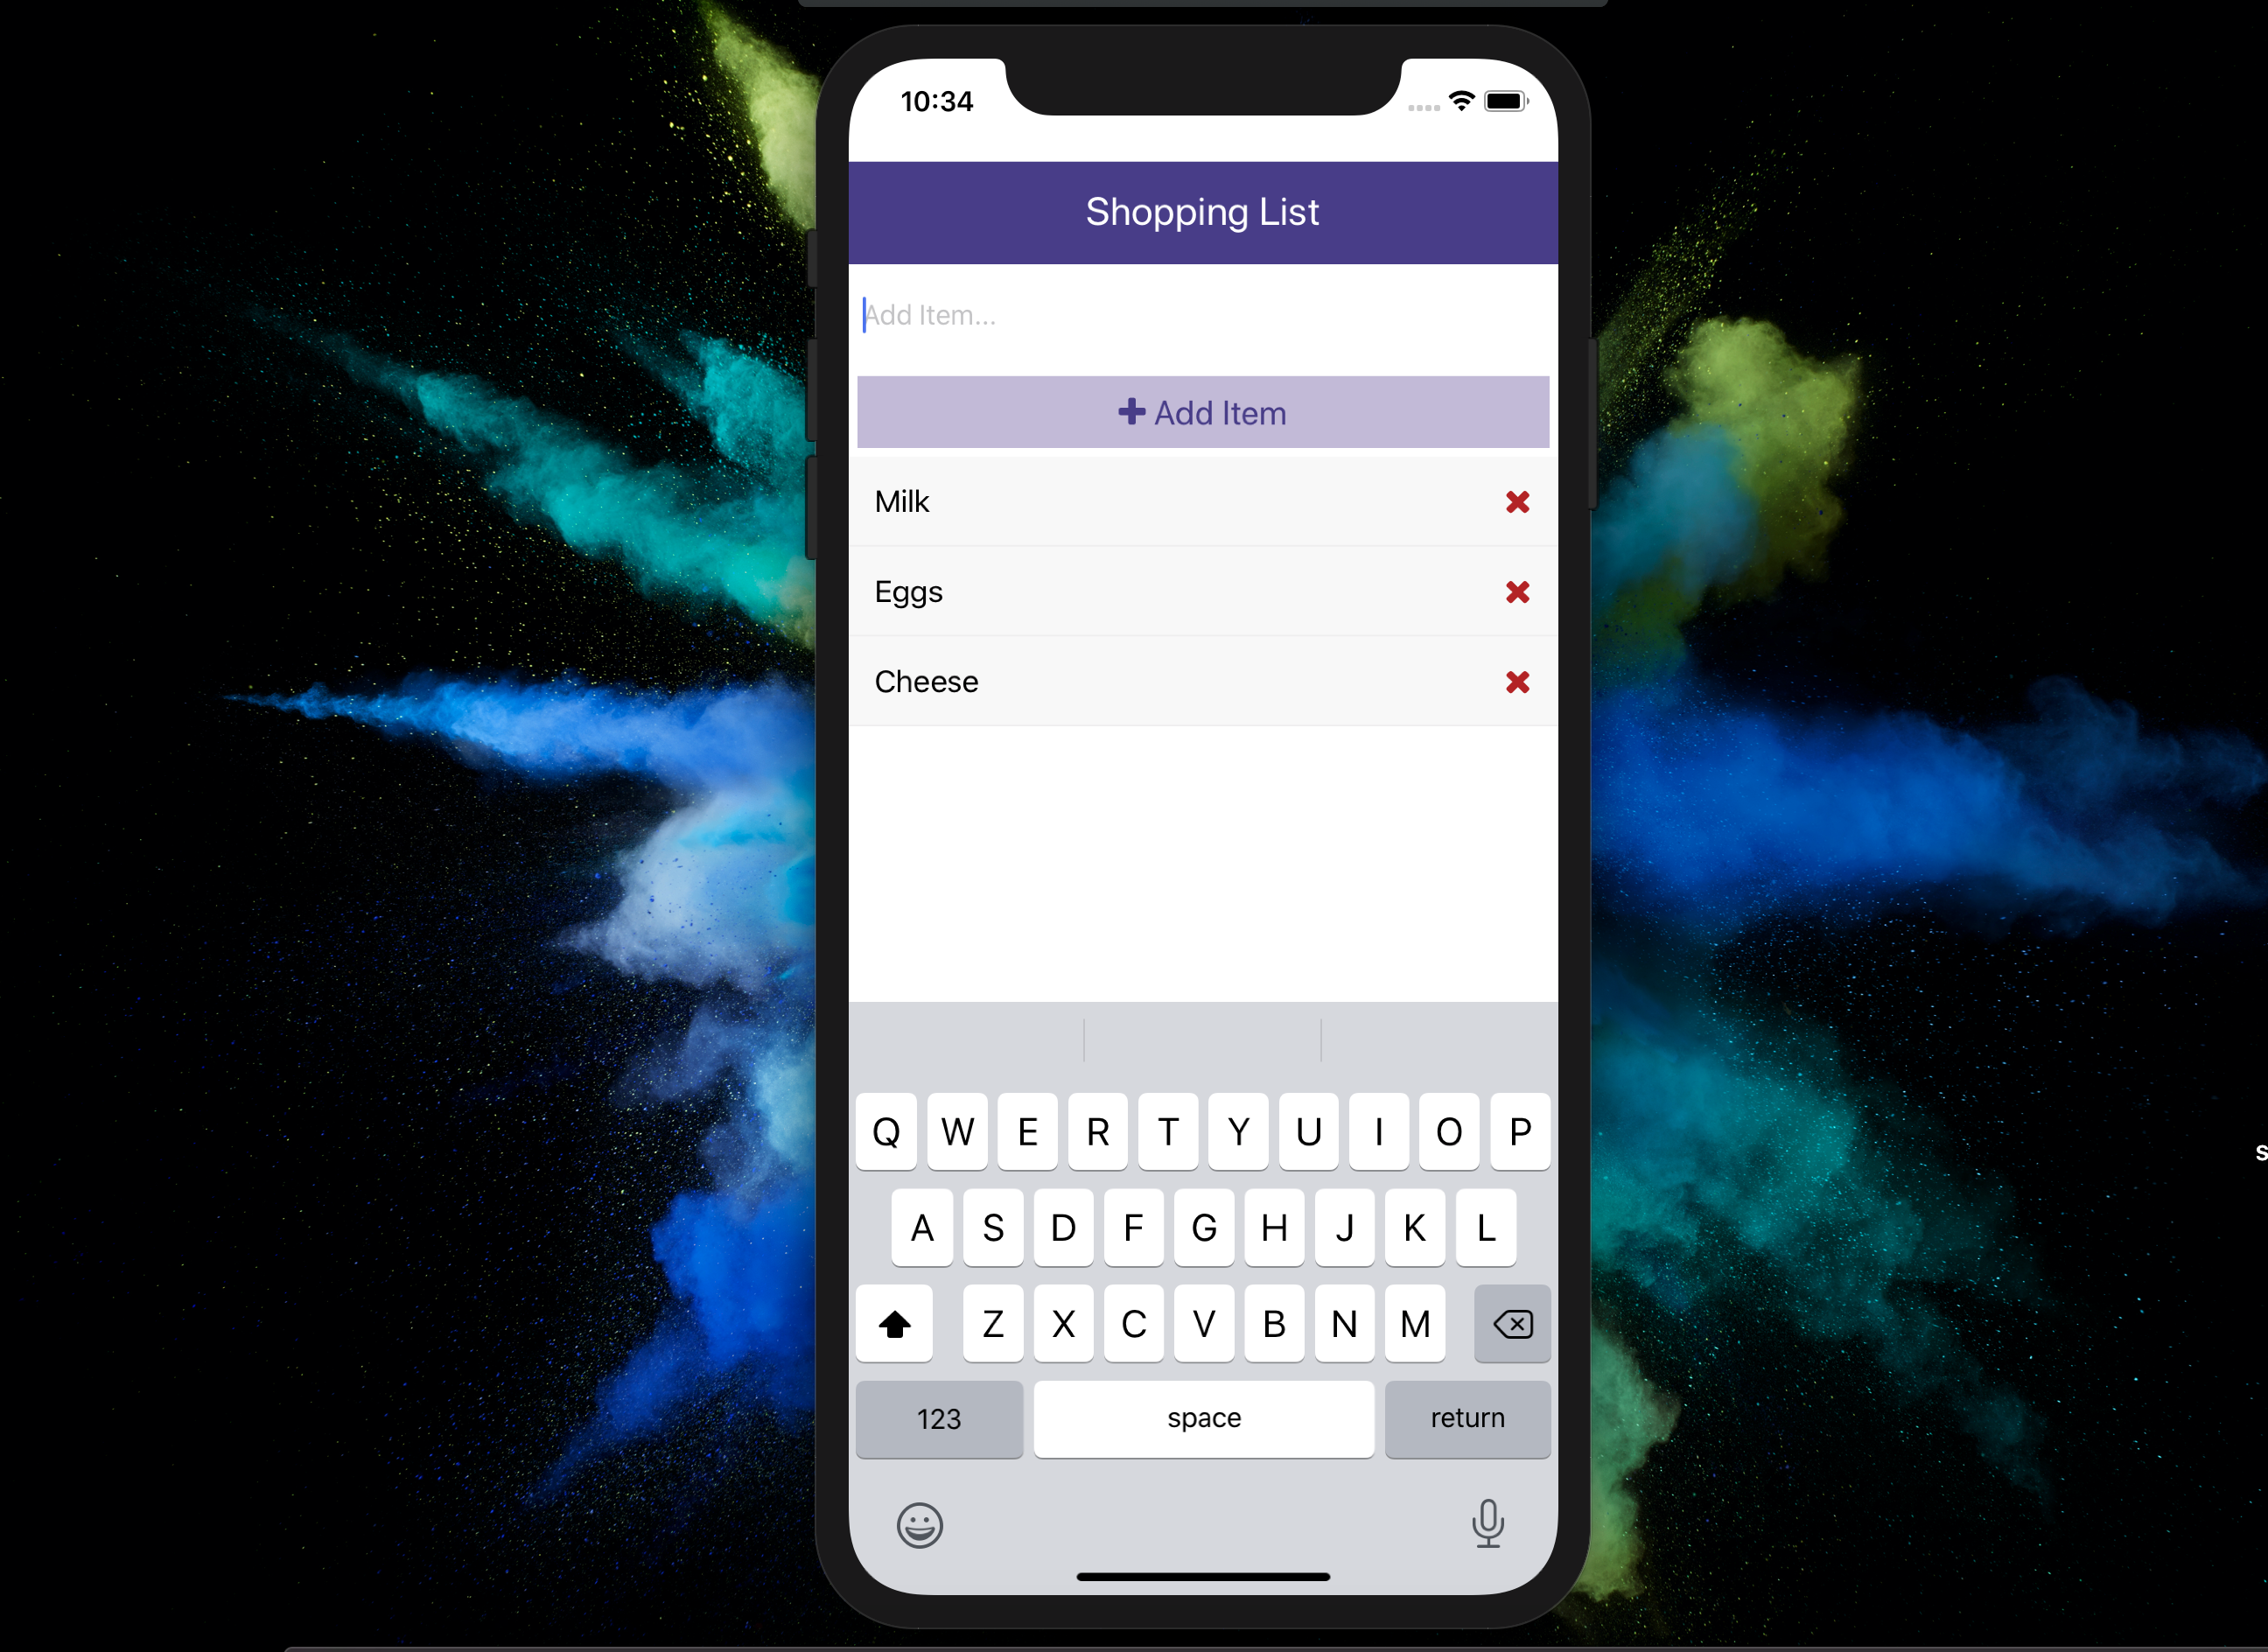 10:34
Shopping List
Add Item...
Add Item
Milk
Eggs
Cheese
Q W E R T Y U I O P
A S D F G H J K L
Z X C V B N M
123 space return
s